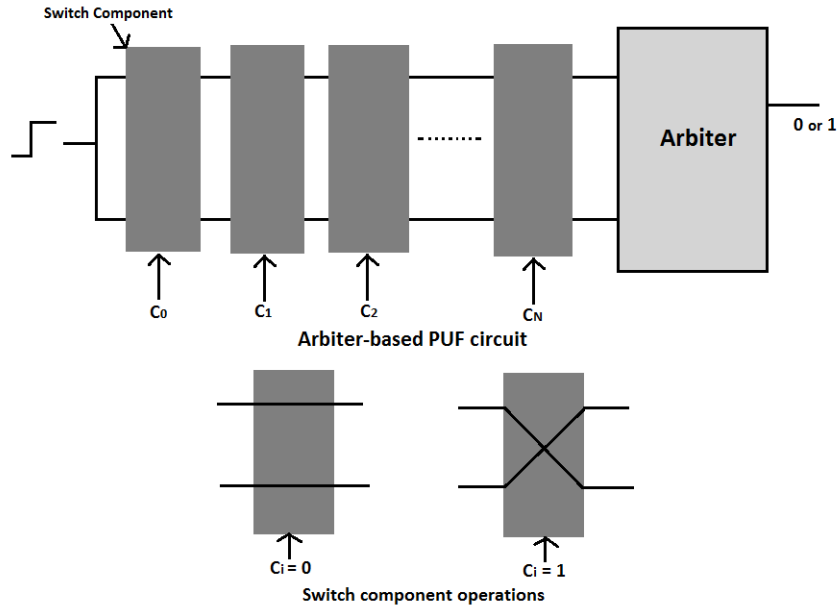 Switch Component
Arbiter
0 or 1
C0
C1
C2
CN
Arbiter-based PUF circuit
Ci = 0
Ci = 1
Switch component operations